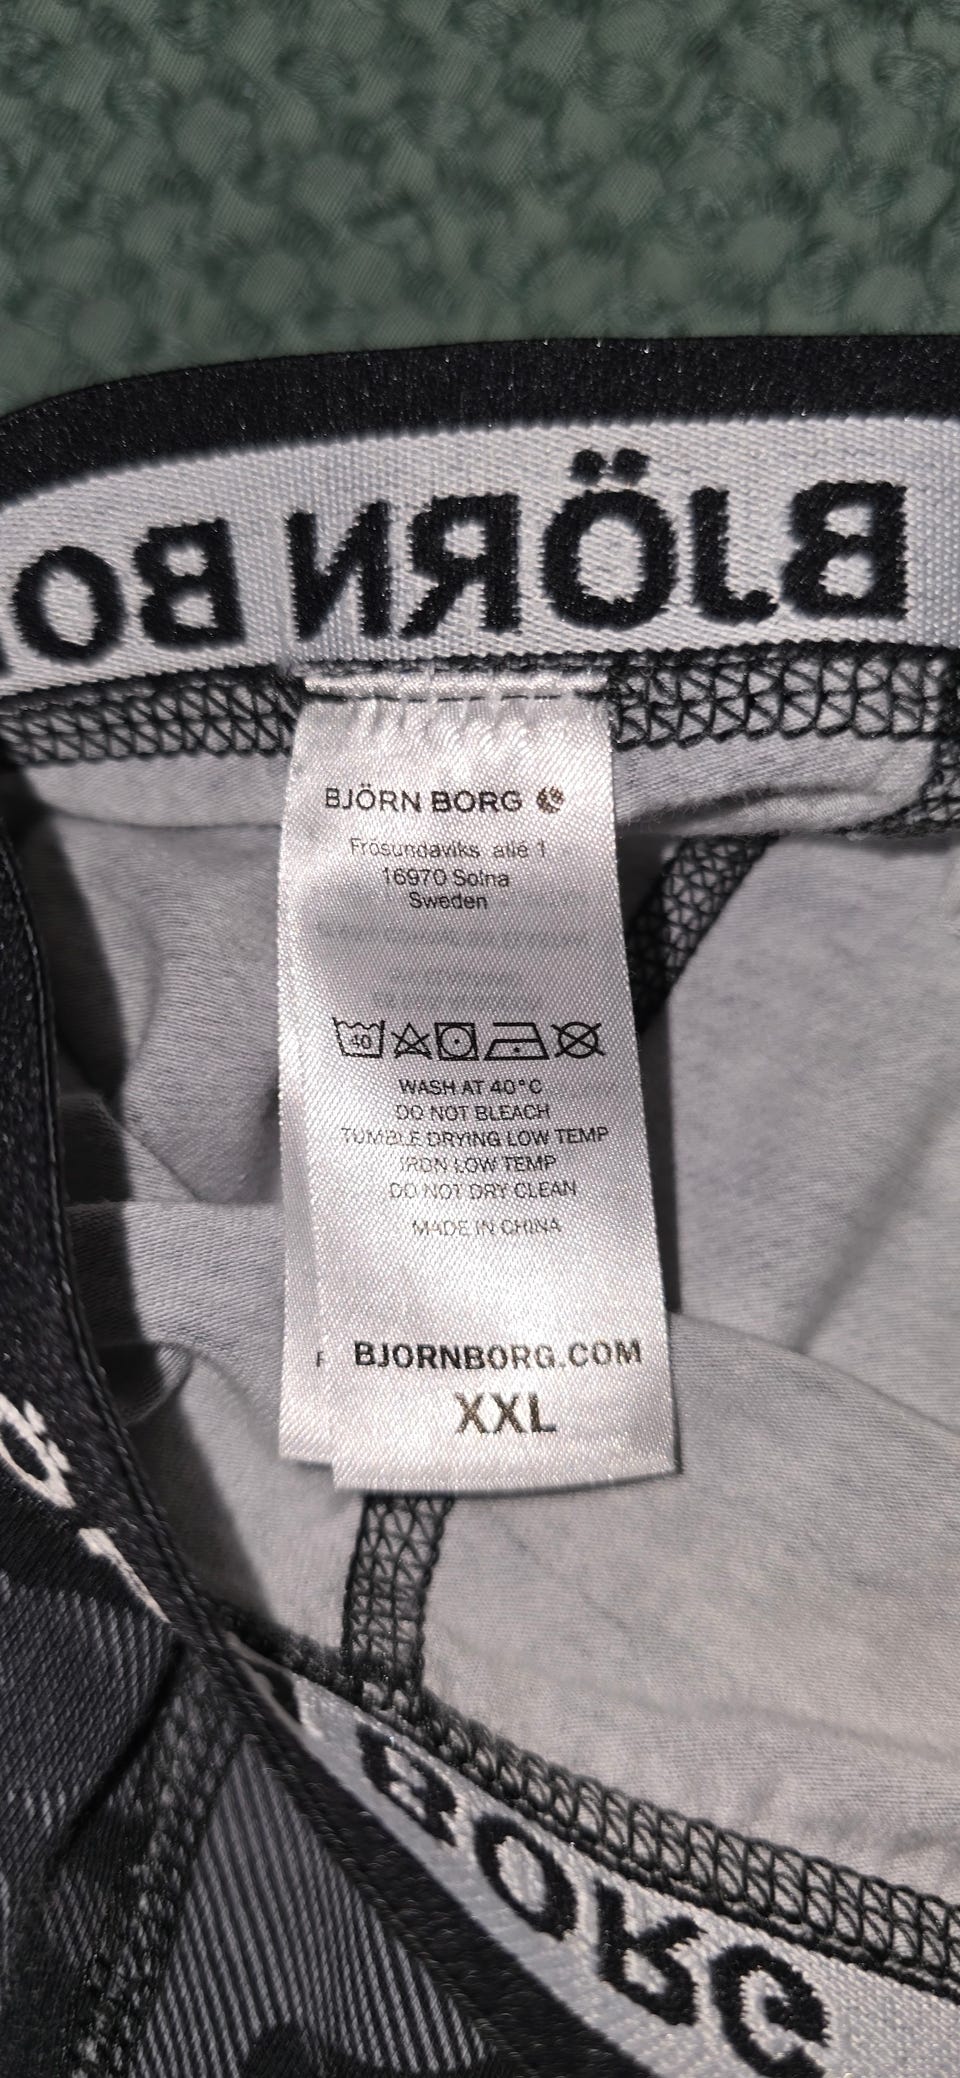 BJÖRN BO
BJÖRN BORG
Frösundaviks allé 1
16970 Solna
Sweden
40
WASH AT 40°C
DO NOT BLEACH
TUMBLE DRYING LOW TEMP
IRON LOW TEMP
DO NOT DRY CLEAN
MADE IN CHINA
F
BJORNBORG.COM
XXL
BORG